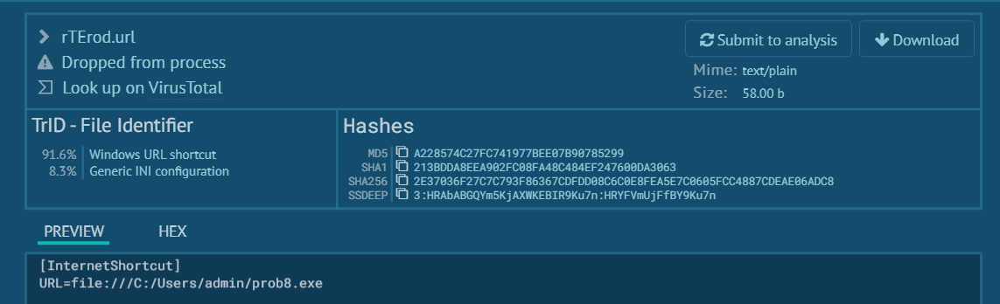 rTErod.url
Submit to analysis
Download
Dropped from process
Mime: text/plain
Look up on VirusTotal
Size: 58.00 b
TrID - File Identifier
91.6% Windows URL shortcut
8.3% Generic INI configuration
Hashes
MD5 A228574C27FC741977BEE07B90785299
SHA1 213BDDA8EEA902FC08FA48C484EF247600DA3063
SHA256 2E37036F27C7C793F86367CDFDD08C6C0E8FEA5E7C0605FCC4887CDEAE06ADC8
SSDEEP 3:HRAbABGQYm5KjAXWKEBIR9Ku7n:HRYFVmUjFfBY9Ku7n
PREVIEW HEX
[InternetShortcut]
URL=file:///C:/Users/admin/prob8.exe